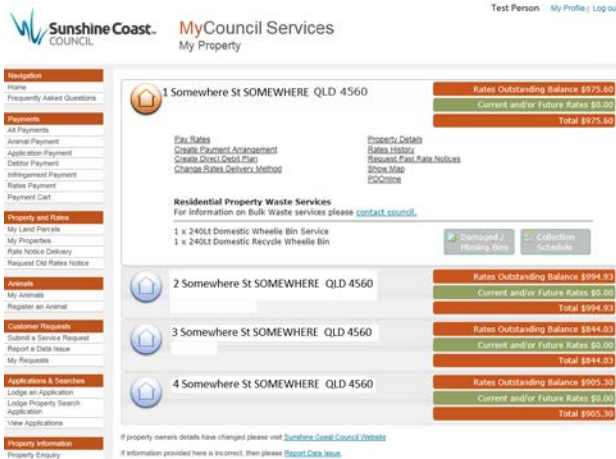 Test Person My Profile | Log ou
Sunshine Coast
COUNCIL
MyCouncil Services
My Property
Navigation
Home
Frequently Asked Questions
Payments
All Payments
Animal Payment
Application Payment
Debtor Payment
Infringement Payment
Rates Payment
Payment Cart
Property and Rates
My Land Parcels
My Properties
Rate Notice Delivery
Request Old Rates Notice
Animals
My Animals
Register an Animal
Customer Requests
Submit a Service Request
Report a Data Issue
My Requests
Applications & Searches
Lodge an Application
Lodge Property Search
Application
View Applications
Property Information
Property Enquiry
1 Somewhere St SOMEWHERE QLD 4560
Rates Outstanding Balance $975.60
Current and/or Future Rates $0.00
Total $975.60
Pay Rates
Create Payment Arrangement
Create Direct Debit Plan
Change Rates Delivery Method
Property Details
Rates History
Request Past Rate Notices
Show Map
PDOnline
Residential Property Waste Services
For information on Bulk Waste services please contact council.
1 x 240Lt Domestic Wheelie Bin Service
1 x 240Lt Domestic Recycle Wheelie Bin
Damaged /
Missing Bins
Collection
Schedule
2 Somewhere St SOMEWHERE QLD 4560
Rates Outstanding Balance $994.93
Current and/or Future Rates $0.00
Total $994.93
3 Somewhere St SOMEWHERE QLD 4560
Rates Outstanding Balance $844.03
Current and/or Future Rates $0.00
Total $844.03
4 Somewhere St SOMEWHERE QLD 4560
Rates Outstanding Balance $905.30
Current and/or Future Rates $0.00
Total $905.30
If property owners details have changed please visit Sunshine Coast Council Website
If information provided here is incorrect, then please Report Data Issue.